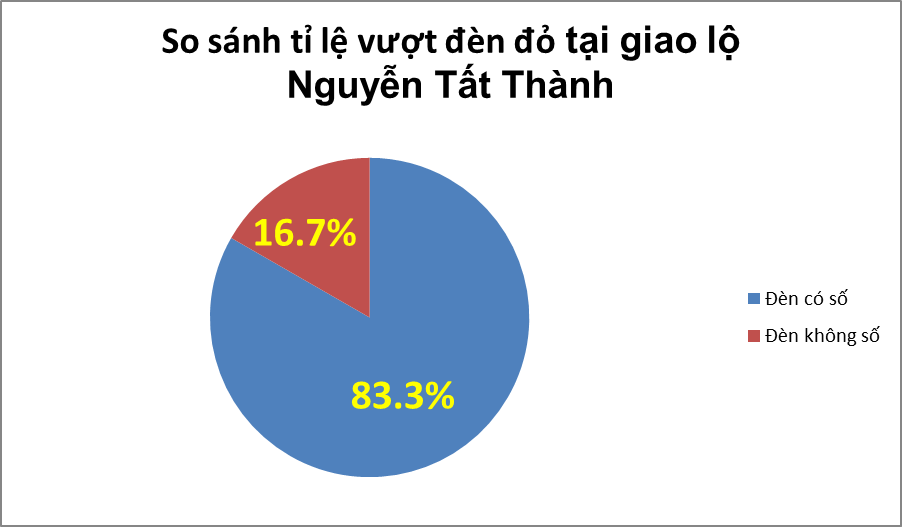 So sánh tỉ lệ vượt đèn đỏ tại giao lộ
Nguyễn Tất Thành
16.7%
83.3%
Đèn có số
Đèn không số